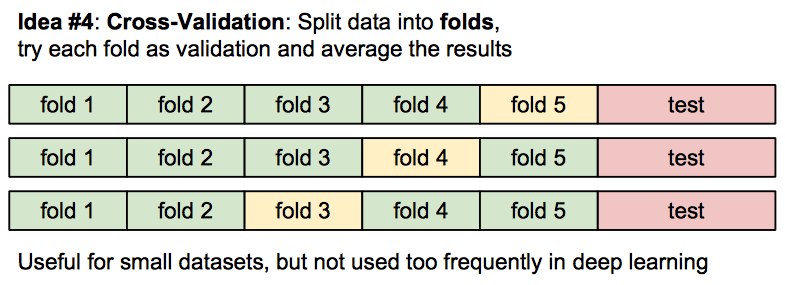 Idea #4: Cross-Validation: Split data into folds,
try each fold as validation and average the results
fold 1 fold 2 fold 3 fold 4 fold 5 test
fold 1 fold 2 fold 3 fold 4 fold 5 test
fold 1 fold 2 fold 3 fold 4 fold 5 test
Useful for small datasets, but not used too frequently in deep learning